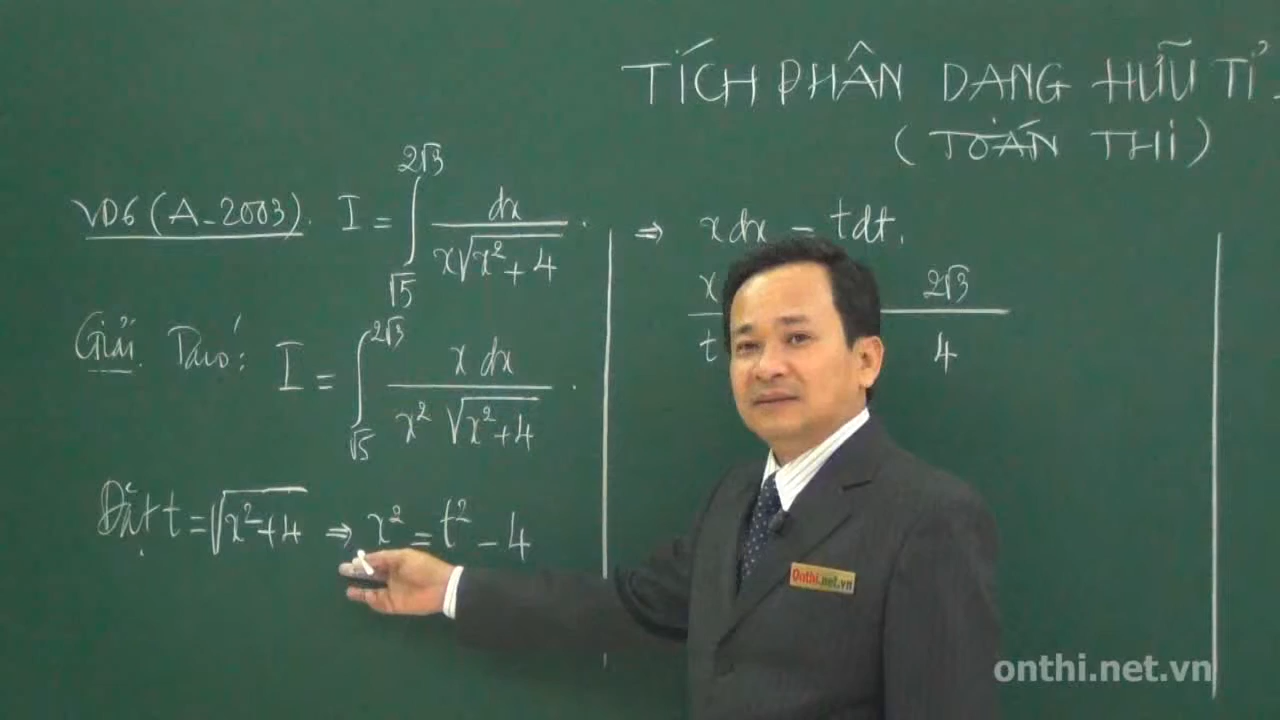 TÍCH PHÂN DẠNG HỮU TỈ
(TOÁN THI)
VD6 (A-2003). I = ∫_{√5}^{2√3} dx / (x√(x²+4)).
Giải. Ta có: I = ∫_{√5}^{2√3} x dx / (x² √(x²+4)).
Đặt t = √(x²+4) ⇒ x² = t² - 4
⇒ xdx = tdt.
x 2√3
t 4
Onthi.net.vn
onthi.net.vn